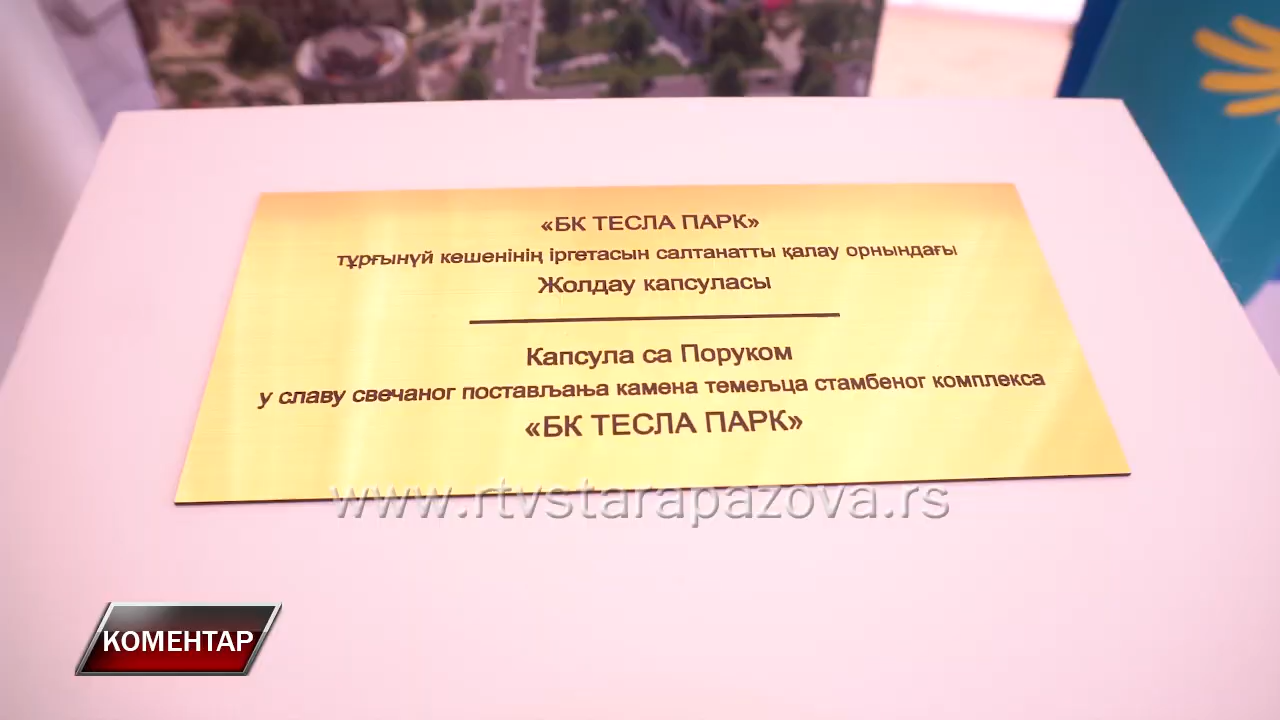 «БК ТЕСЛА ПАРК»
тұрғынүй кешенінің іргетасын салтанатты қалау орнындағы
Жолдау капсуласы
Капсула са Поруком
у славу свечаног постављања камена темељца стамбеног комплекса
«БК ТЕСЛА ПАРК»
www.rtvstarapazova.rs
КОМЕНТАР